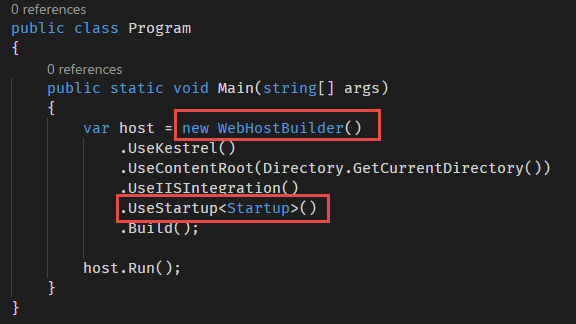 0 references
public class Program
{
0 references
public static void Main(string[] args)
{
var host = new WebHostBuilder()
.UseKestrel()
.UseContentRoot(Directory.GetCurrentDirectory())
.UseIISIntegration()
.UseStartup<Startup>()
.Build();
host.Run();
}
}